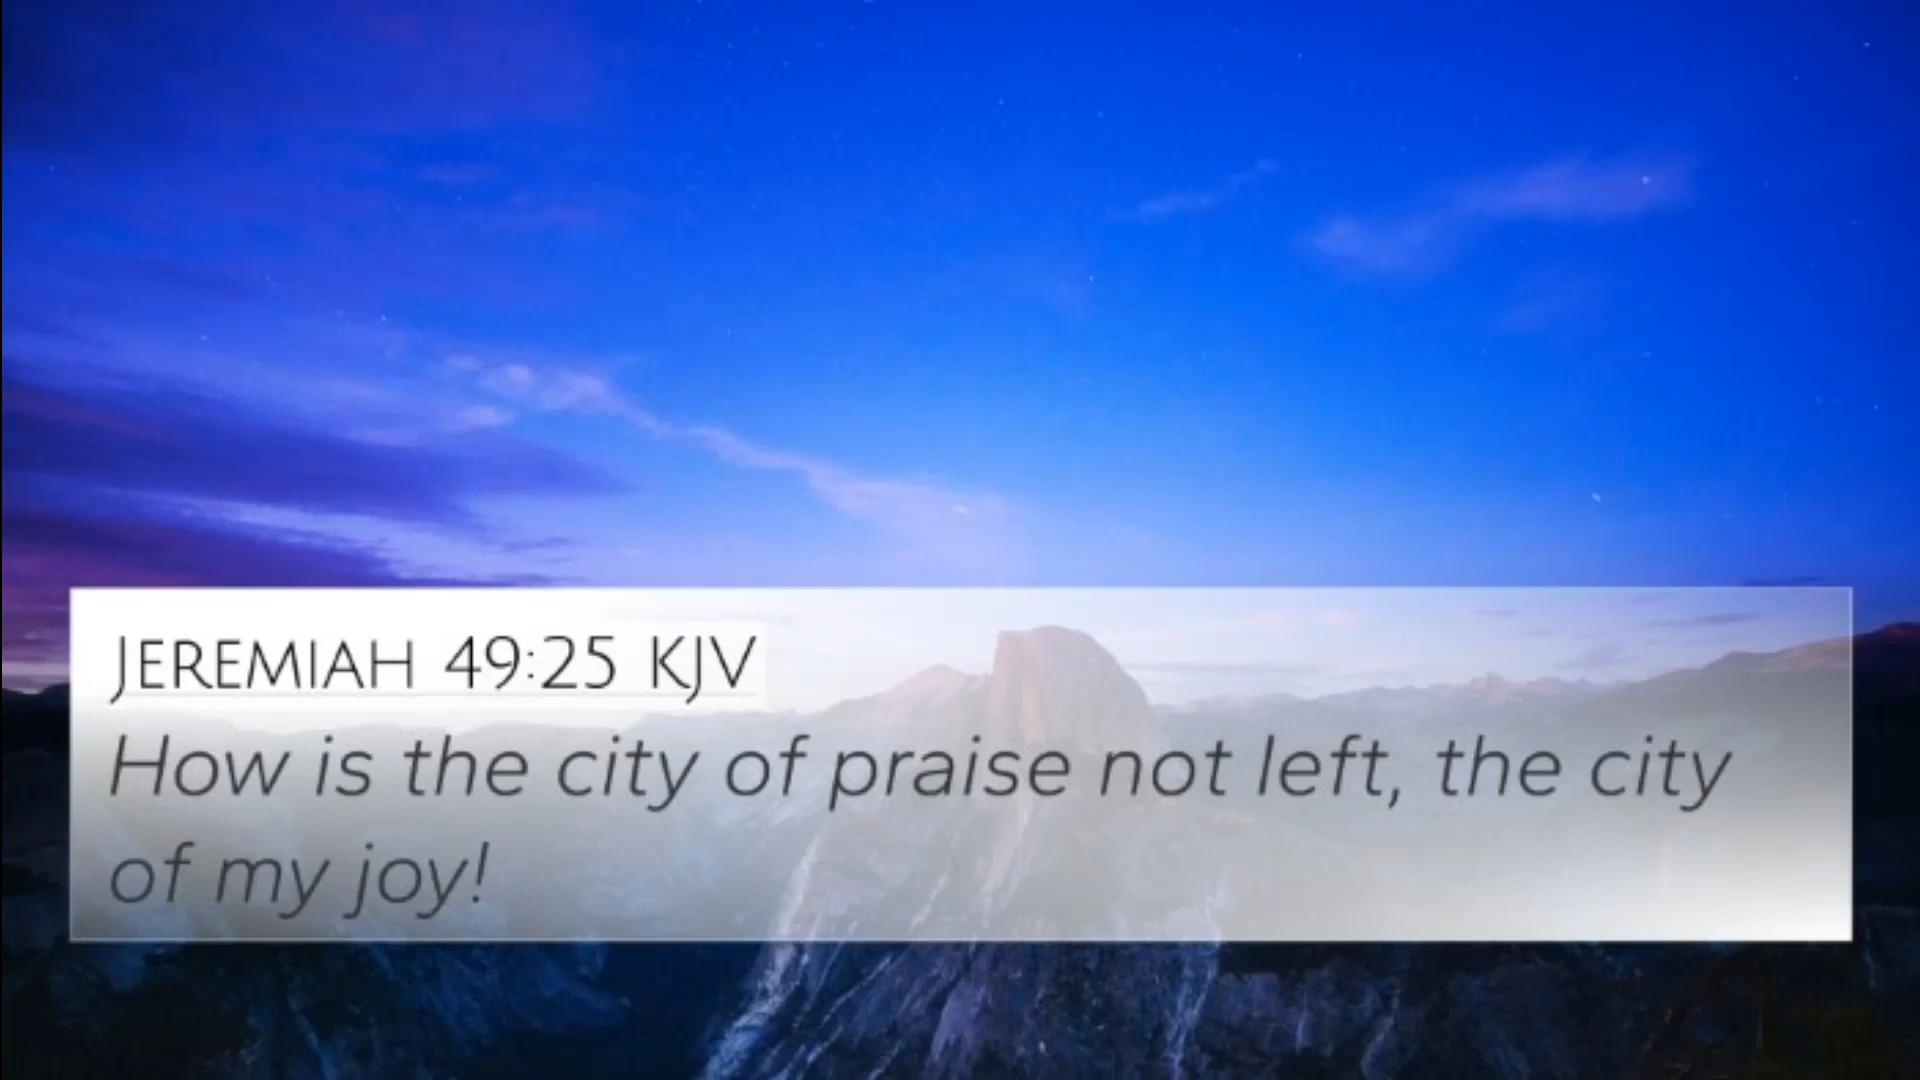 Jeremiah 49:25 KJV
How is the city of praise not left, the city
of my joy!